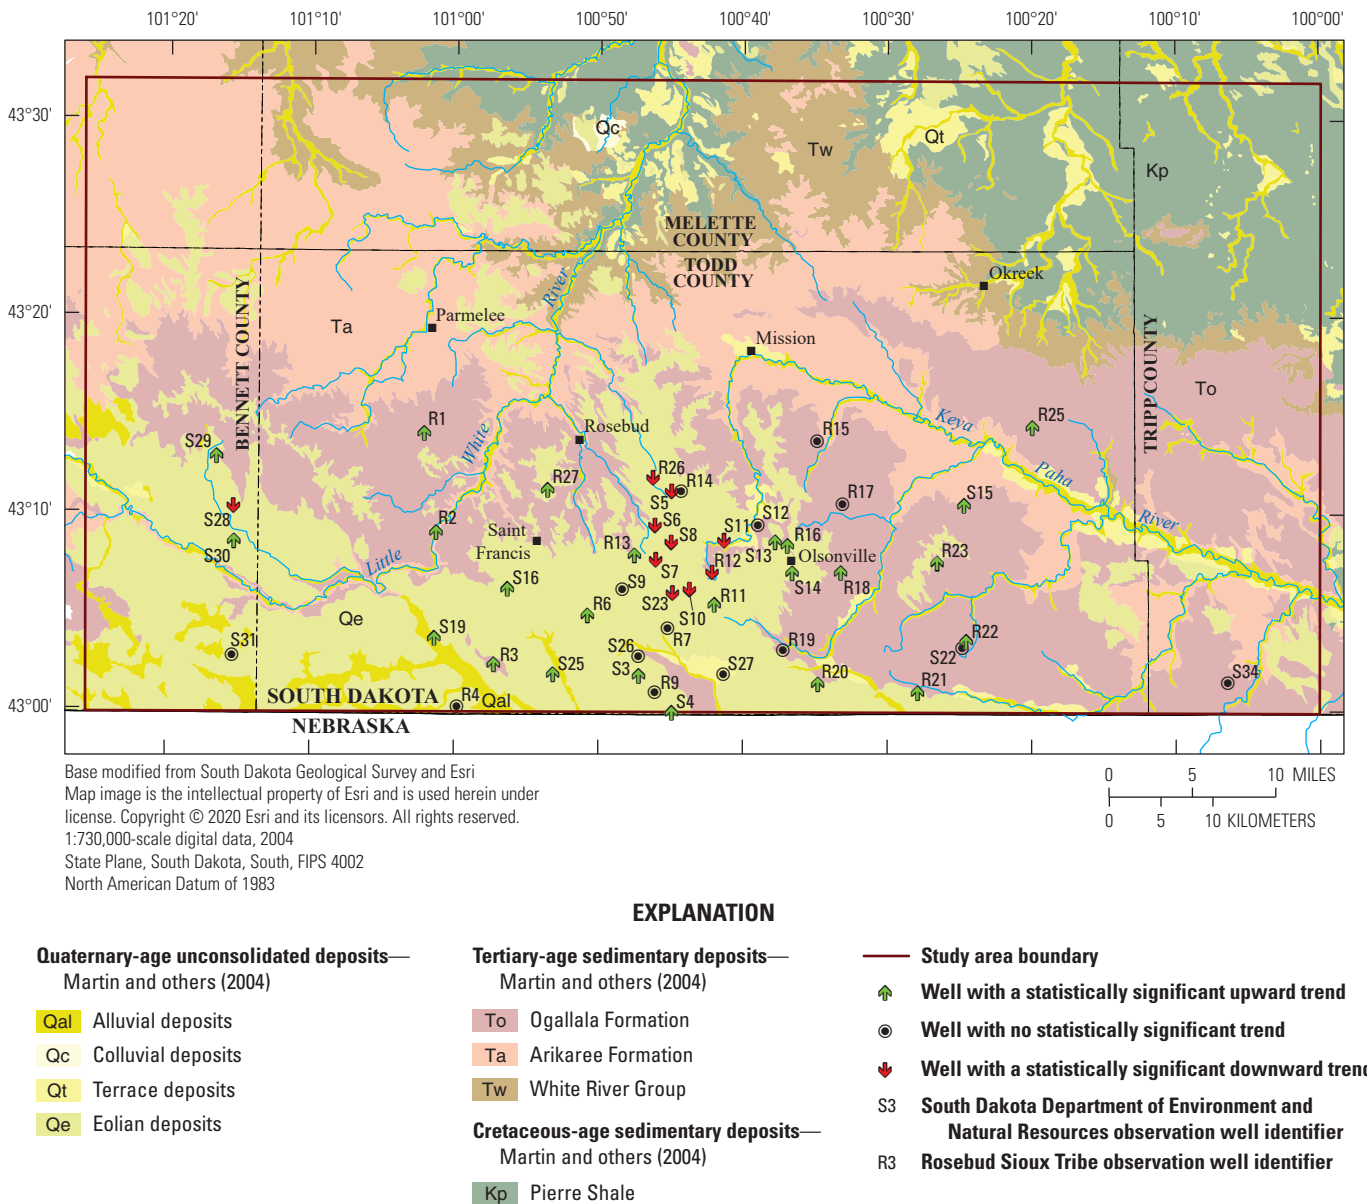 101°20' 101°10' 101°00' 100°50' 100°40' 100°30' 100°20' 100°10' 100°00'
43°30'
43°20'
43°10'
43°00'
Qc
Tw
Qt
Kp
MELETTE
COUNTY
TODD
COUNTY
Okreek
River
BENNETT COUNTY
Ta
Parmelee
Mission
TRIPP COUNTY
To
R1
S29
White
Rosebud
R15
Keya
R25
Paha
River
R26
R27
R14
S5
R17
S15
S28
S30
R2
Saint
Francis
S6
S8
S11
S12
R16
S13
Olsonville
R13
R12
R23
Little
S7
S16
S9
S14
R18
S23
S10
R11
R6
Qe
S31
S19
R7
R19
R22
S22
R3
S26
S25
S3
S27
R20
R21
S34
R9
S4
R4
Qal
SOUTH DAKOTA
NEBRASKA
Base modified from South Dakota Geological Survey and Esri
Map image is the intellectual property of Esri and is used herein under
license. Copyright © 2020 Esri and its licensors. All rights reserved.
1:730,000-scale digital data, 2004
State Plane, South Dakota, South, FIPS 4002
North American Datum of 1983
0 5 10 MILES
0 5 10 KILOMETERS
EXPLANATION
Quaternary-age unconsolidated deposits—
Martin and others (2004)
Qal Alluvial deposits
Qc Colluvial deposits
Qt Terrace deposits
Qe Eolian deposits
Tertiary-age sedimentary deposits—
Martin and others (2004)
To Ogallala Formation
Ta Arikaree Formation
Tw White River Group
Cretaceous-age sedimentary deposits—
Martin and others (2004)
Kp Pierre Shale
Study area boundary
Well with a statistically significant upward trend
Well with no statistically significant trend
Well with a statistically significant downward trend
S3 South Dakota Department of Environment and
Natural Resources observation well identifier
R3 Rosebud Sioux Tribe observation well identifier